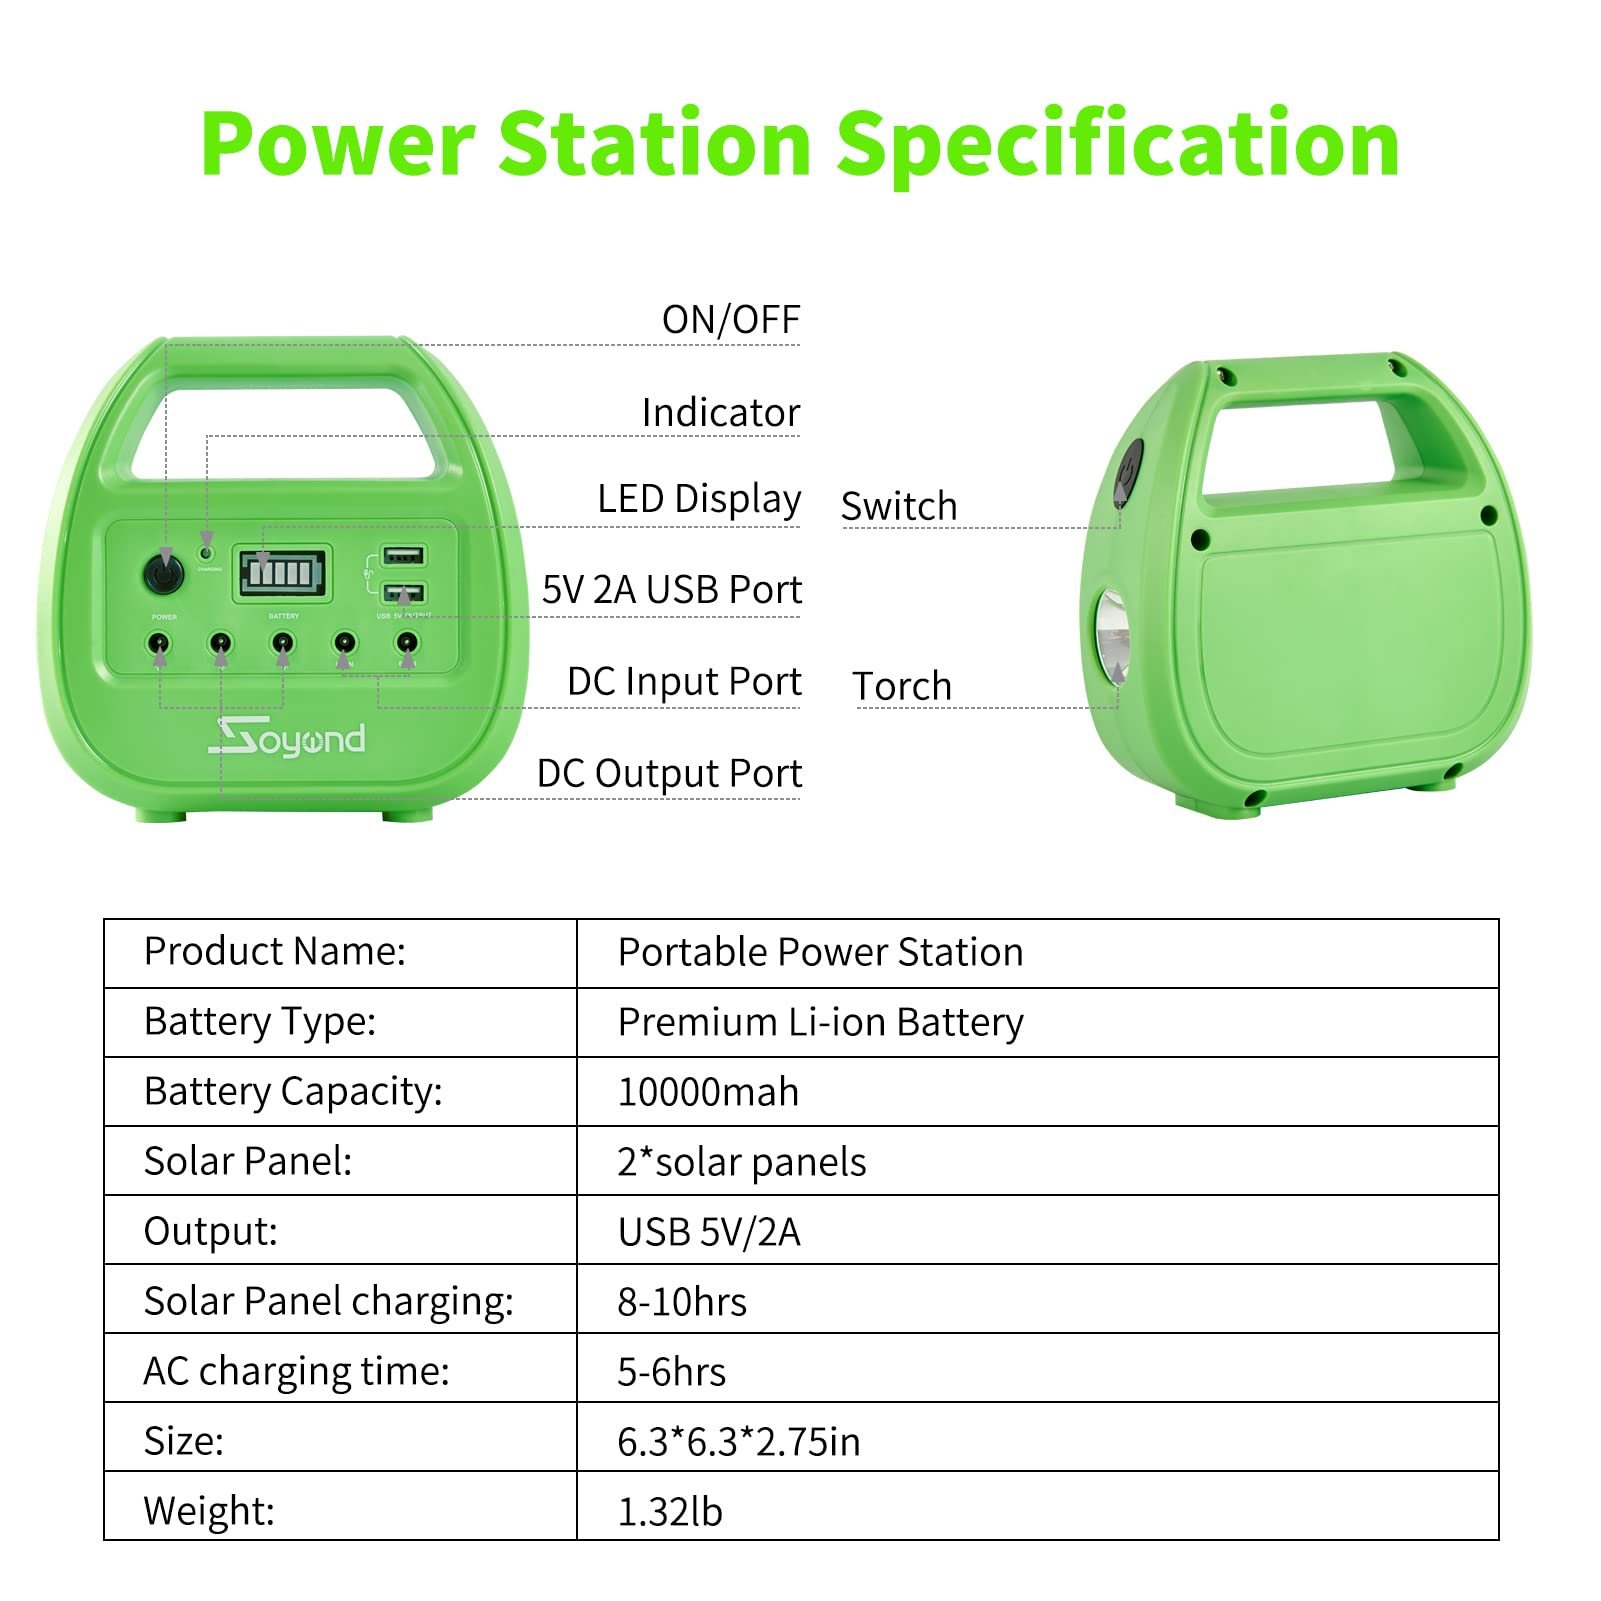 Power Station Specification
ON/OFF
Indicator
LED Display
5V 2A USB Port
DC Input Port
DC Output Port
Switch
Torch
CHARGING
POWER
BATTERY
USB 5V OUTPUT
Soyond
Product Name: Portable Power Station
Battery Type: Premium Li-ion Battery
Battery Capacity: 10000mah
Solar Panel: 2*solar panels
Output: USB 5V/2A
Solar Panel charging: 8-10hrs
AC charging time: 5-6hrs
Size: 6.3*6.3*2.75in
Weight: 1.32lb